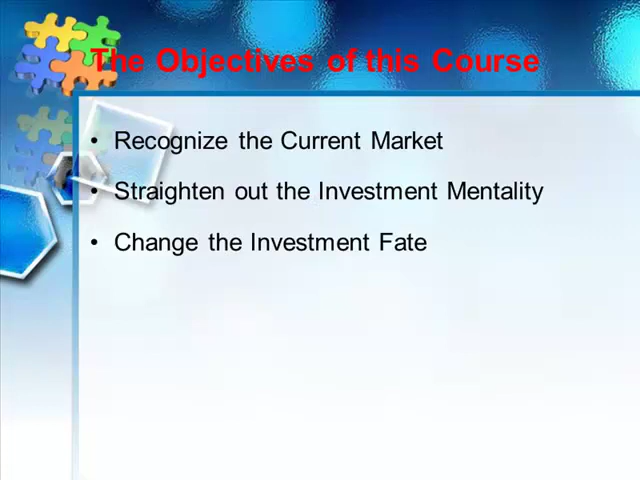 The Objectives of this Course
• Recognize the Current Market
• Straighten out the Investment Mentality
• Change the Investment Fate